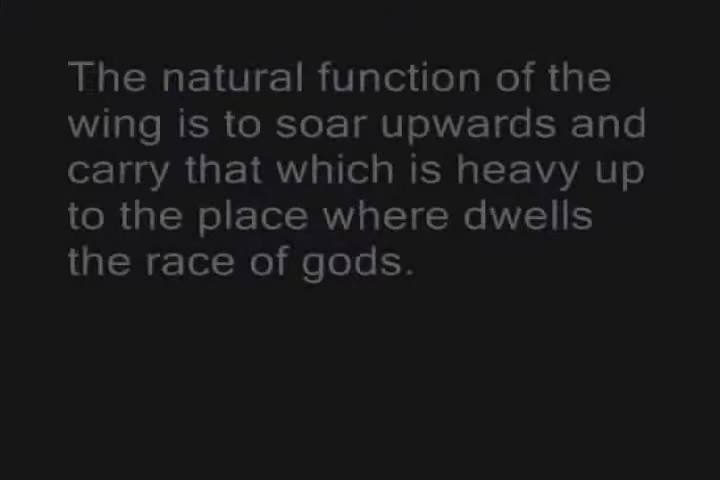 The natural function of the
wing is to soar upwards and
carry that which is heavy up
to the place where dwells
the race of gods.